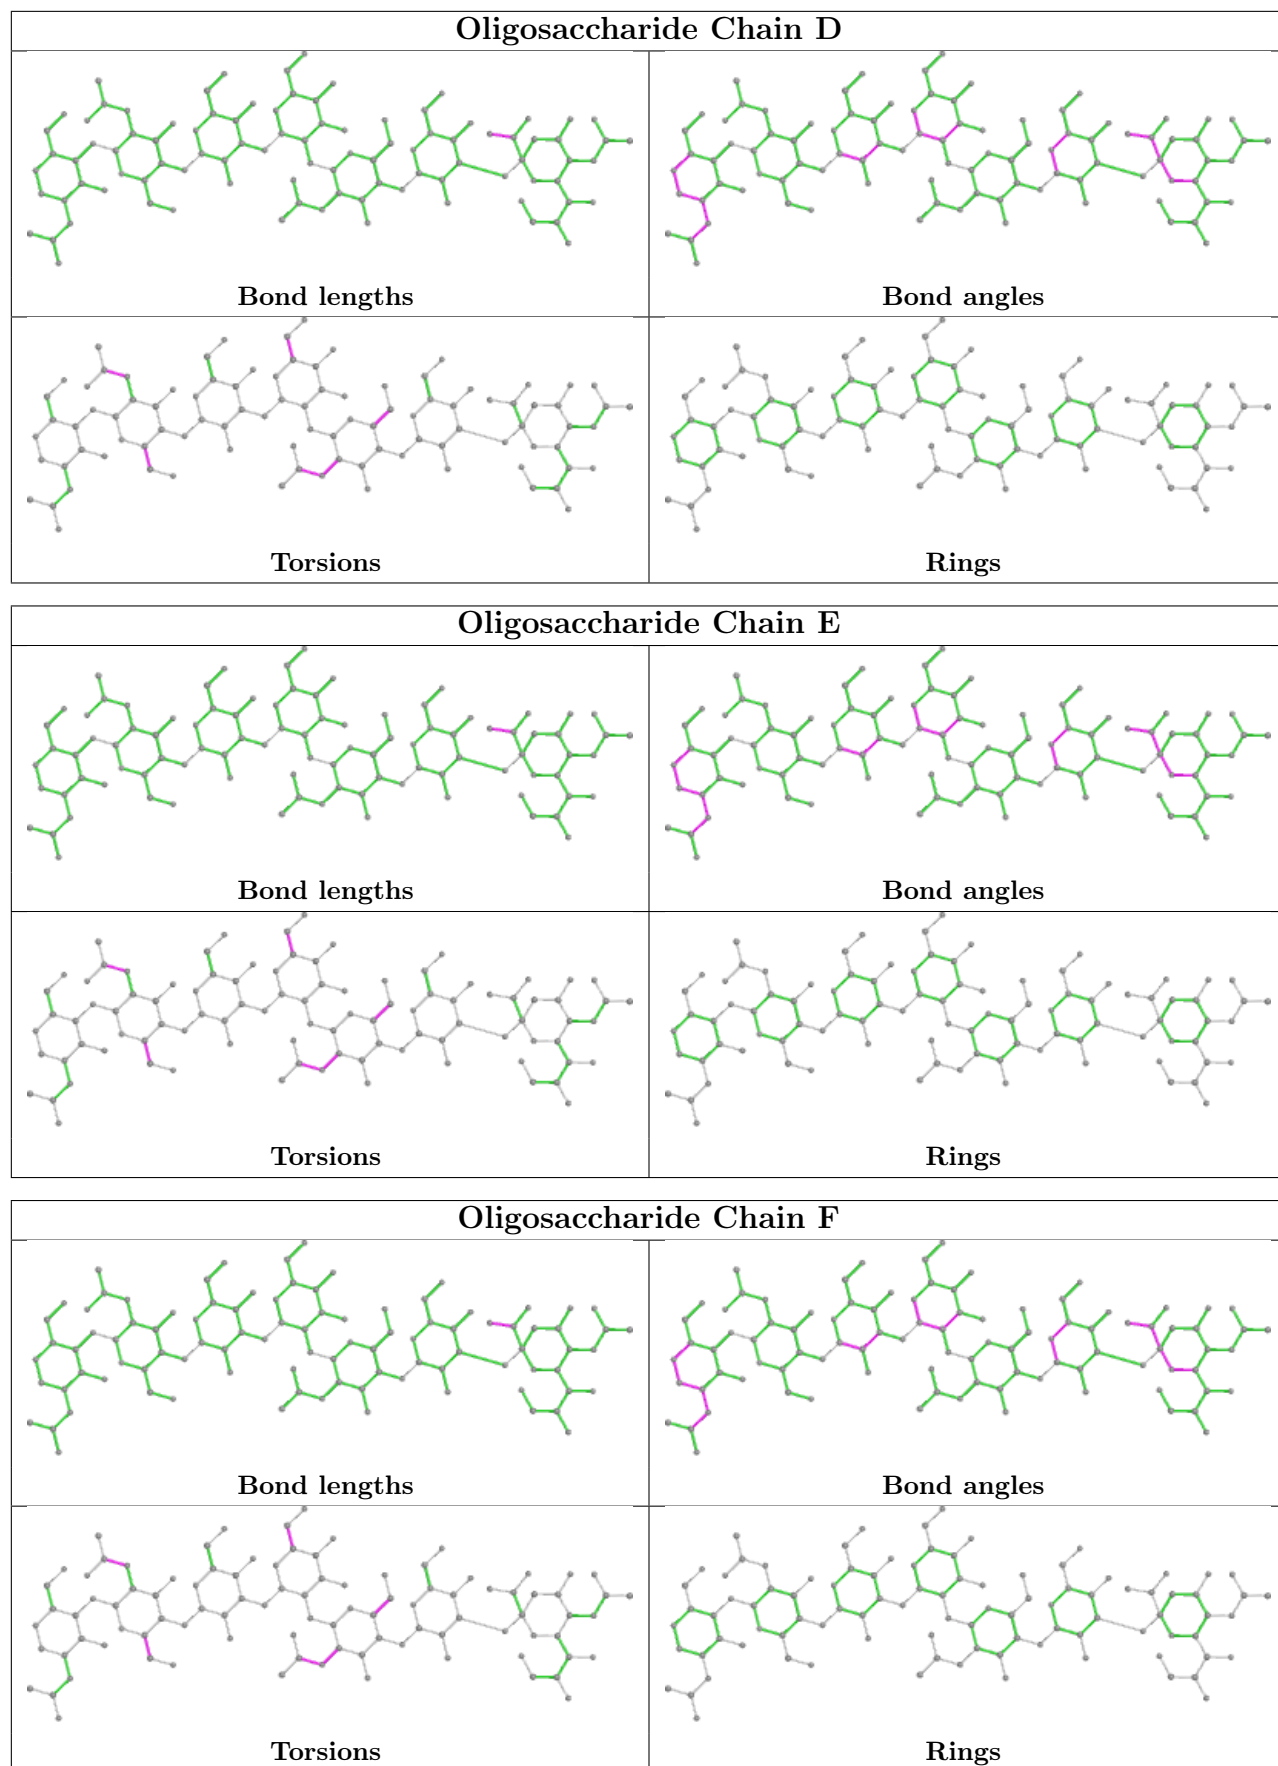 Oligosaccharide Chain D
Bond lengths
Bond angles
Torsions
Rings
Oligosaccharide Chain E
Bond lengths
Bond angles
Torsions
Rings
Oligosaccharide Chain F
Bond lengths
Bond angles
Torsions
Rings